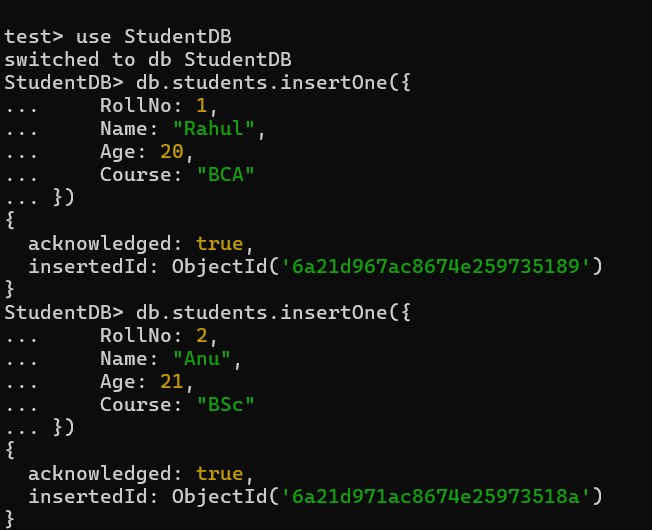 test> use StudentDB
switched to db StudentDB
StudentDB> db.students.insertOne({
...     RollNo: 1,
...     Name: "Rahul",
...     Age: 20,
...     Course: "BCA"
... })
{
  acknowledged: true,
  insertedId: ObjectId('6a21d967ac8674e259735189')
}
StudentDB> db.students.insertOne({
...     RollNo: 2,
...     Name: "Anu",
...     Age: 21,
...     Course: "BSc"
... })
{
  acknowledged: true,
  insertedId: ObjectId('6a21d971ac8674e25973518a')
}